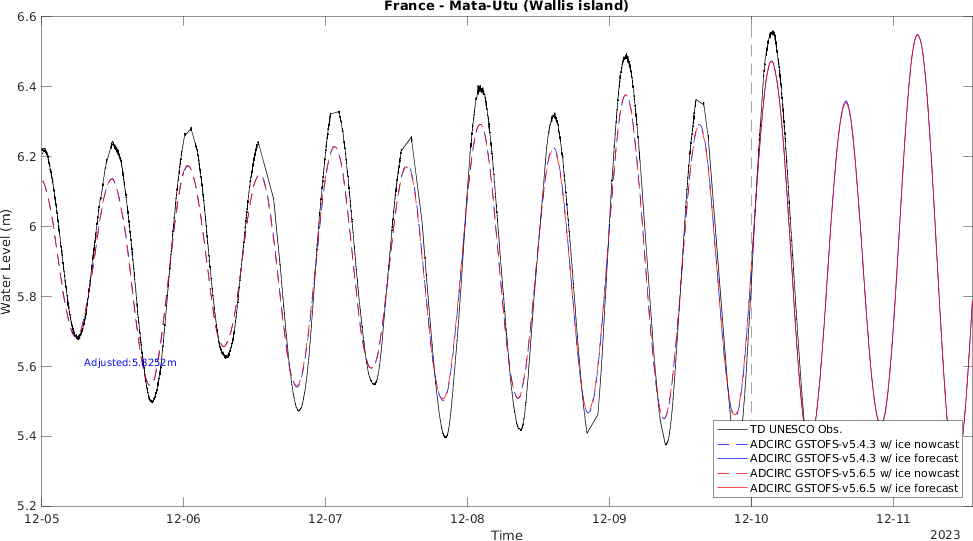 France - Mata-Utu (Wallis island)
6.6
6.4
6.2
6
5.8
5.6
5.4
5.2
Water Level (m)
Adjusted:5.8252m
TD UNESCO Obs.
ADCIRC GSTOFS-v5.4.3 w/ ice nowcast
ADCIRC GSTOFS-v5.4.3 w/ ice forecast
ADCIRC GSTOFS-v5.6.5 w/ ice nowcast
ADCIRC GSTOFS-v5.6.5 w/ ice forecast
12-05 12-06 12-07 12-08 12-09 12-10 12-11
Time
2023